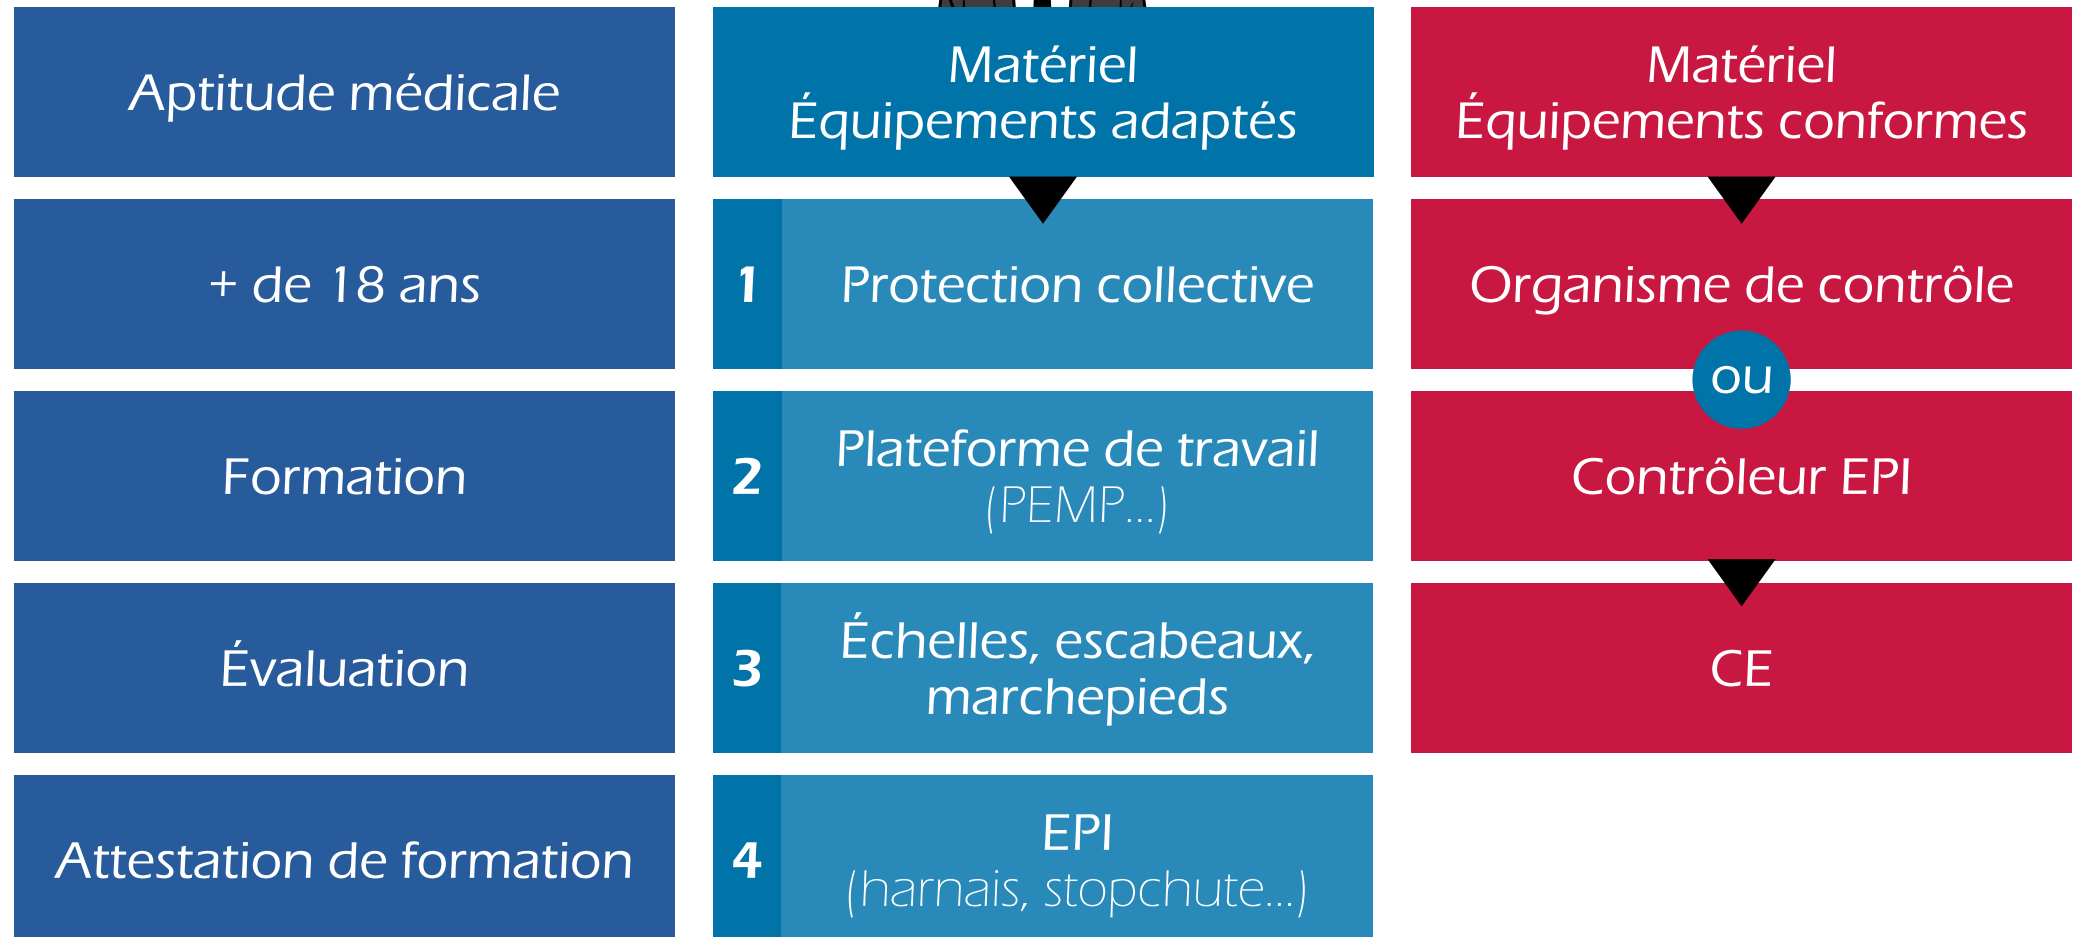 Aptitude médicale
+ de 18 ans
Formation
Évaluation
Attestation de formation
Matériel
Équipements adaptés
1
Protection collective
2
Plateforme de travail
(PEMP...)
3
Échelles, escabeaux,
marchepieds
4
EPI
(harnais, stopchute...)
Matériel
Équipements conformes
Organisme de contrôle
ou
Contrôleur EPI
CE